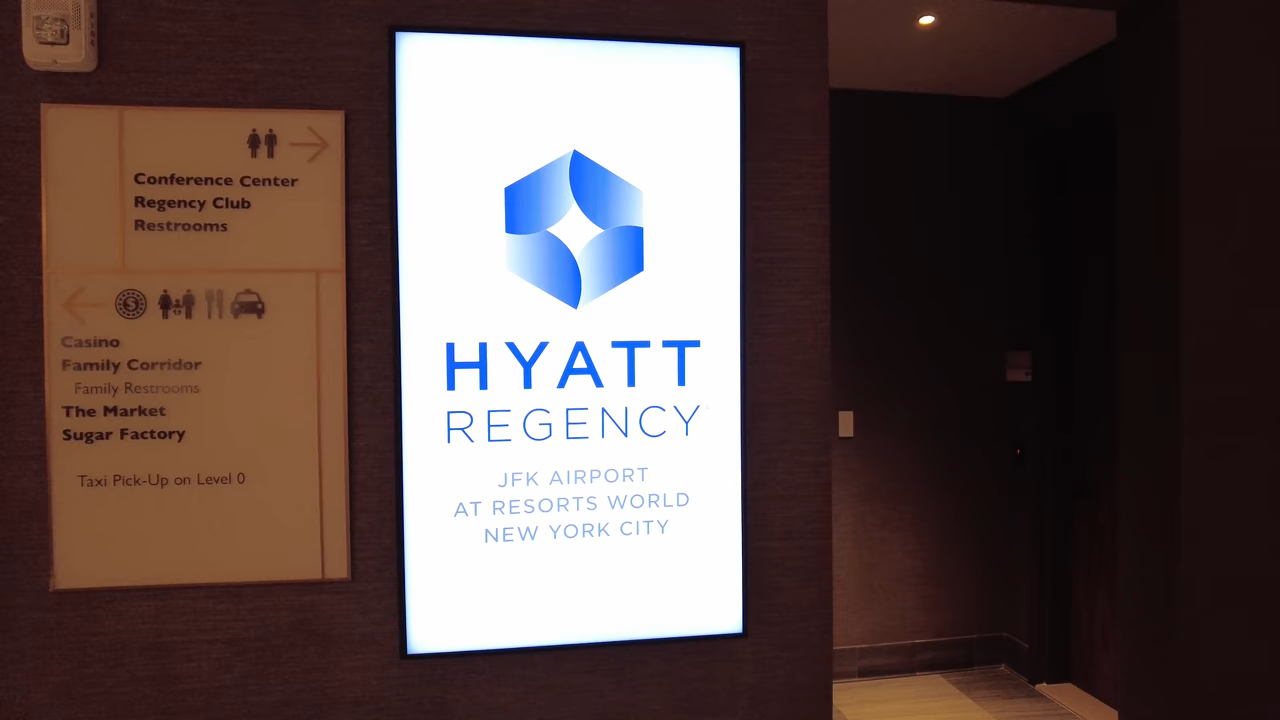 Conference Center
Regency Club
Restrooms
Casino
Family Corridor
Family Restrooms
The Market
Sugar Factory
Taxi Pick-Up on Level 0
HYATT
REGENCY
JFK AIRPORT
AT RESORTS WORLD
NEW YORK CITY